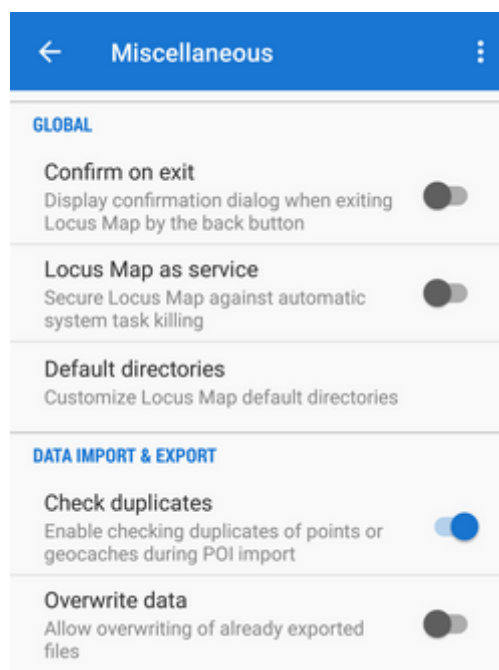 Miscellaneous
GLOBAL
Confirm on exit
Display confirmation dialog when exiting
Locus Map by the back button
Locus Map as service
Secure Locus Map against automatic
system task killing
Default directories
Customize Locus Map default directories
DATA IMPORT & EXPORT
Check duplicates
Enable checking duplicates of points or
geocaches during POI import
Overwrite data
Allow overwriting of already exported
files